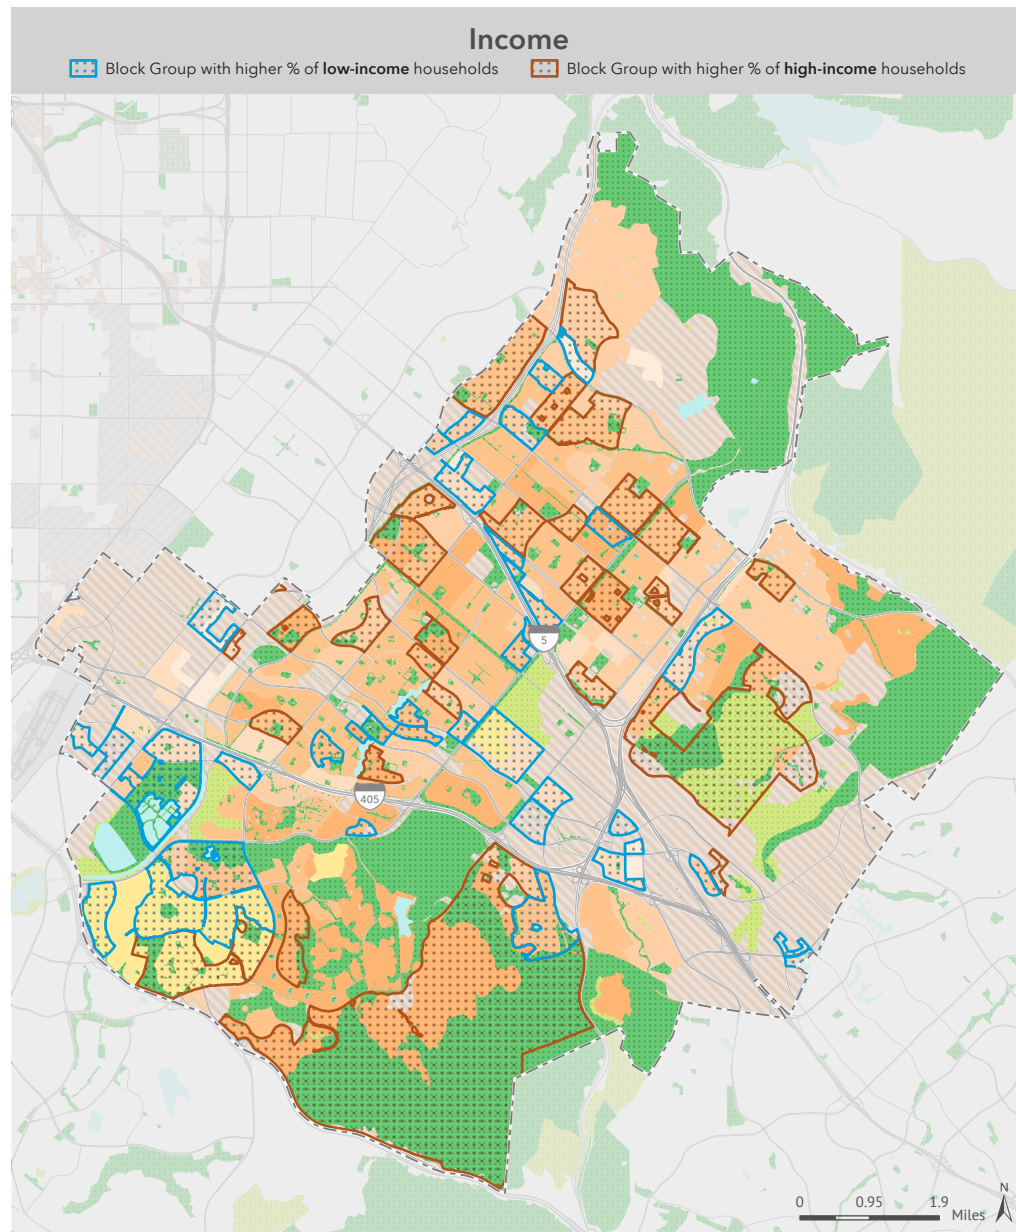 Income
Block Group with higher % of low-income households
Block Group with higher % of high-income households
5
405
N
0 0.95 1.9
Miles